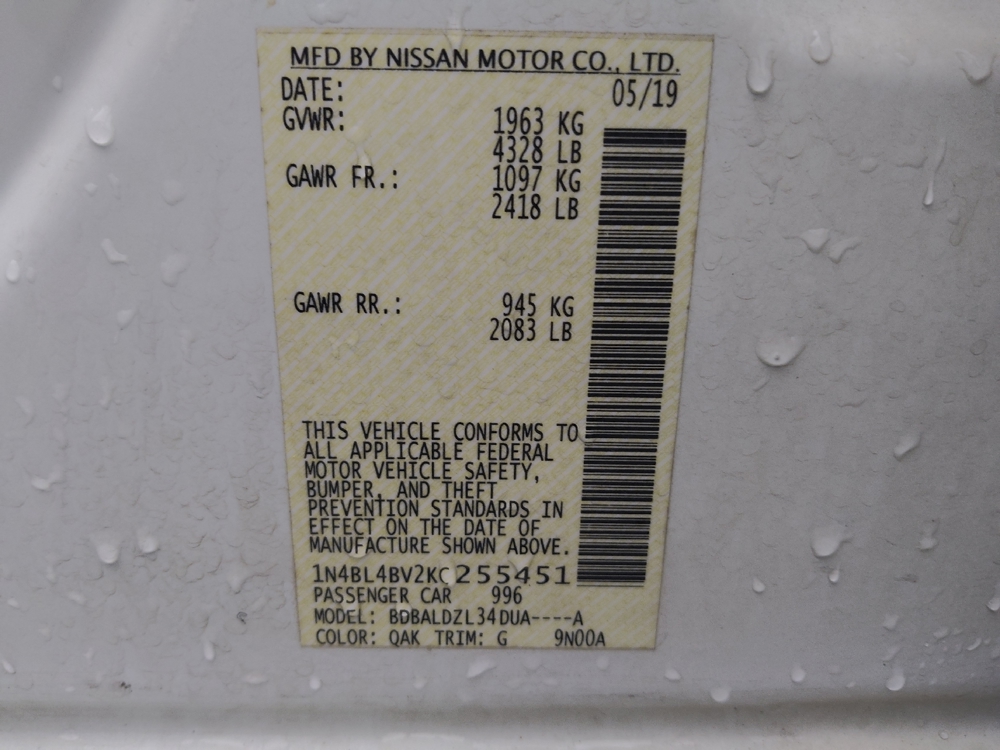 MFD BY NISSAN MOTOR CO., LTD.
DATE: 05/19
GVWR: 1963 KG
4328 LB
GAWR FR.: 1097 KG
2418 LB
GAWR RR.: 945 KG
2083 LB
THIS VEHICLE CONFORMS TO
ALL APPLICABLE FEDERAL
MOTOR VEHICLE SAFETY,
BUMPER, AND THEFT
PREVENTION STANDARDS IN
EFFECT ON THE DATE OF
MANUFACTURE SHOWN ABOVE.
1N4BL4BV2KC255451
PASSENGER CAR 996
MODEL: BDBALDZL34DUA----A
COLOR: QAK TRIM: G 9N00A